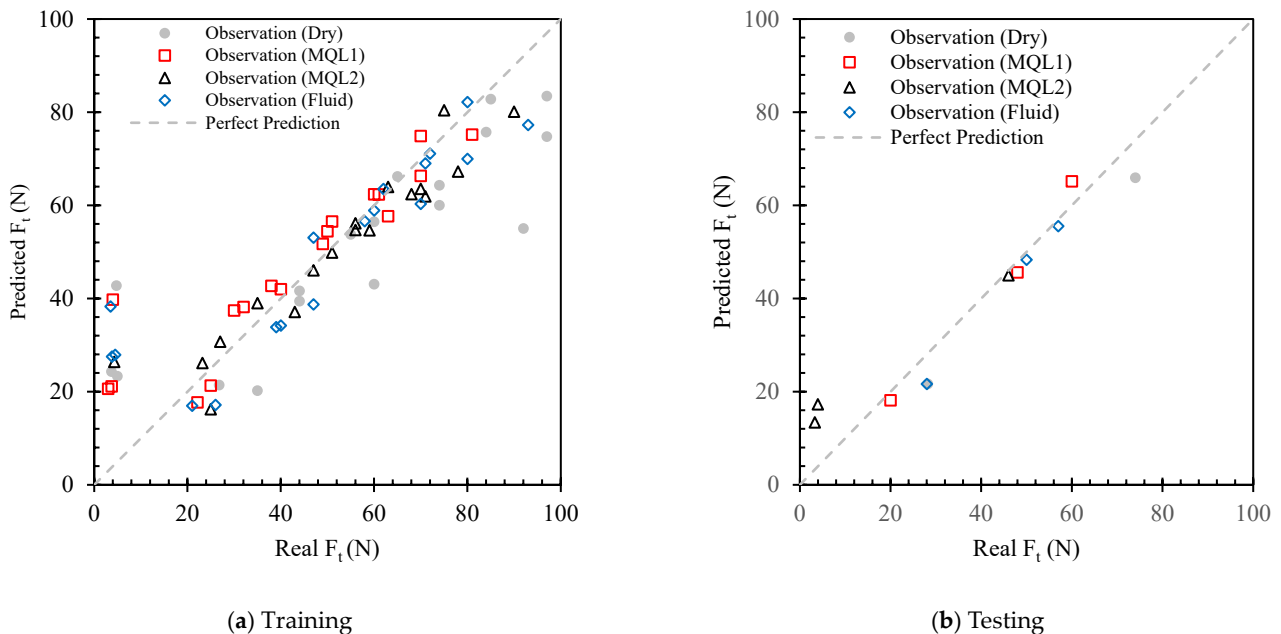 Predicted F_t (N)
100
80
60
40
20
0
Observation (Dry)
Observation (MQL1)
Observation (MQL2)
Observation (Fluid)
Perfect Prediction
0 20 40 60 80 100
Real F_t (N)
(a) Training
Predicted F_t (N)
100
80
60
40
20
0
Observation (Dry)
Observation (MQL1)
Observation (MQL2)
Observation (Fluid)
Perfect Prediction
0 20 40 60 80 100
Real F_t (N)
(b) Testing